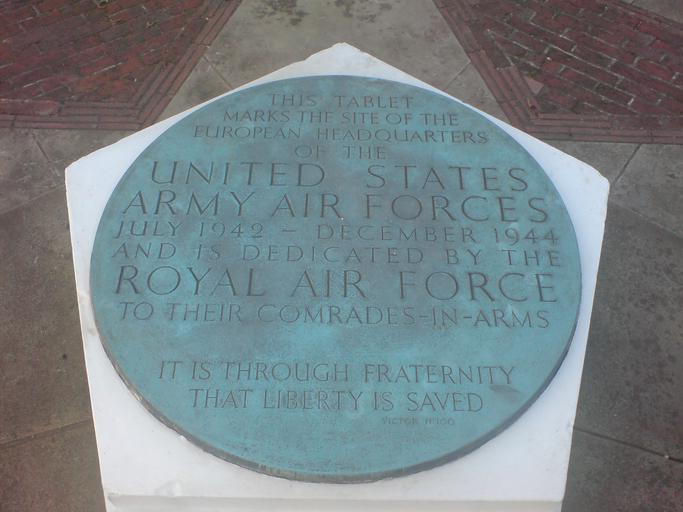 THIS TABLET
MARKS THE SITE OF THE
EUROPEAN HEADQUARTERS
OF THE
UNITED STATES
ARMY AIR FORCES
JULY 1942 – DECEMBER 1944
AND IS DEDICATED BY THE
ROYAL AIR FORCE
TO THEIR COMRADES-IN-ARMS
IT IS THROUGH FRATERNITY
THAT LIBERTY IS SAVED
VICTOR HUGO